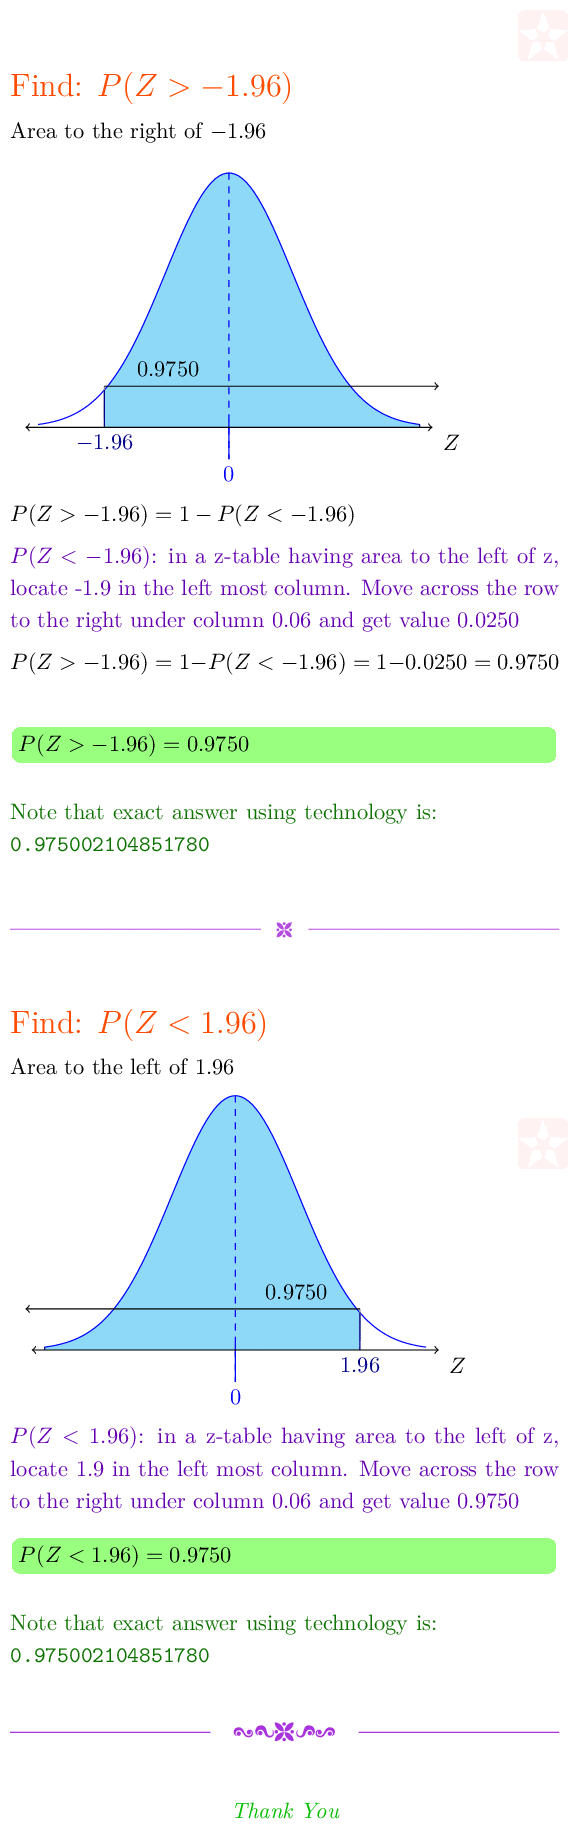 Find: P(Z > −1.96)
Area to the right of −1.96
0.9750
−1.96
Z
0
P(Z > −1.96) = 1 − P(Z < −1.96)
P(Z < −1.96): in a z-table having area to the left of z,
locate -1.9 in the left most column. Move across the row
to the right under column 0.06 and get value 0.0250
P(Z > −1.96) = 1−P(Z < −1.96) = 1−0.0250 = 0.9750
P(Z > −1.96) = 0.9750
Note that exact answer using technology is:
0.975002104851780
Find: P(Z < 1.96)
Area to the left of 1.96
0.9750
1.96
Z
0
P(Z < 1.96): in a z-table having area to the left of z,
locate 1.9 in the left most column. Move across the row
to the right under column 0.06 and get value 0.9750
P(Z < 1.96) = 0.9750
Note that exact answer using technology is:
0.975002104851780
Thank You